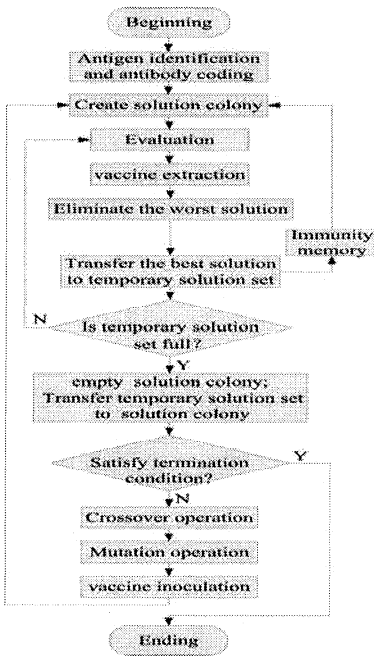 Beginning
Antigen identification
and antibody coding
Create solution colony
Evaluation
vaccine extraction
Eliminate the worst solution
Immunity
memory
Transfer the best solution
to temporary solution set
N
Is temporary solution
set full?
Y
empty solution colony;
Transfer temporary solution set
to solution colony
Satisfy termination
condition?
Y
N
Crossover operation
Mutation operation
vaccine inoculation
Ending